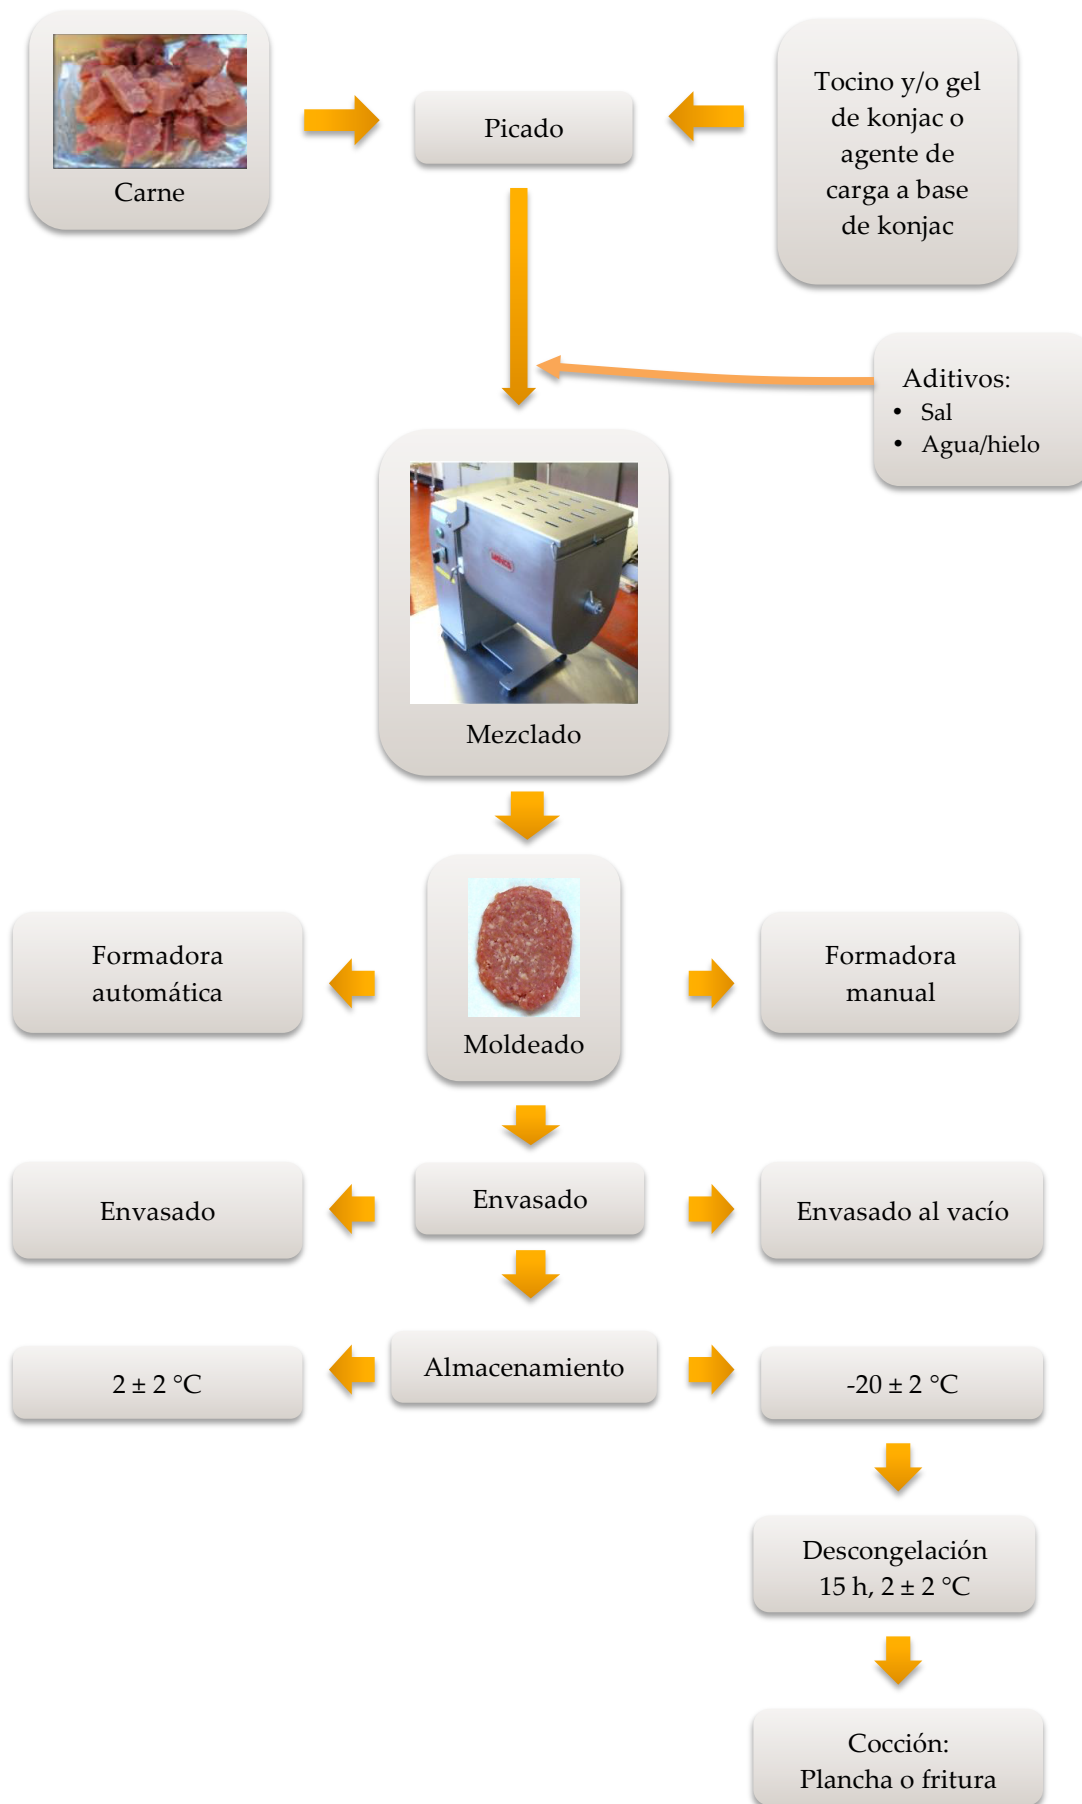 Carne
Picado
Tocino y/o gel
de konjac o
agente de
carga a base
de konjac
Aditivos:
• Sal
• Agua/hielo
Mezclado
Formadora
automática
Moldeado
Formadora
manual
Envasado
Envasado
Envasado al vacío
2 ± 2 °C
Almacenamiento
-20 ± 2 °C
Descongelación
15 h, 2 ± 2 °C
Cocción:
Plancha o fritura